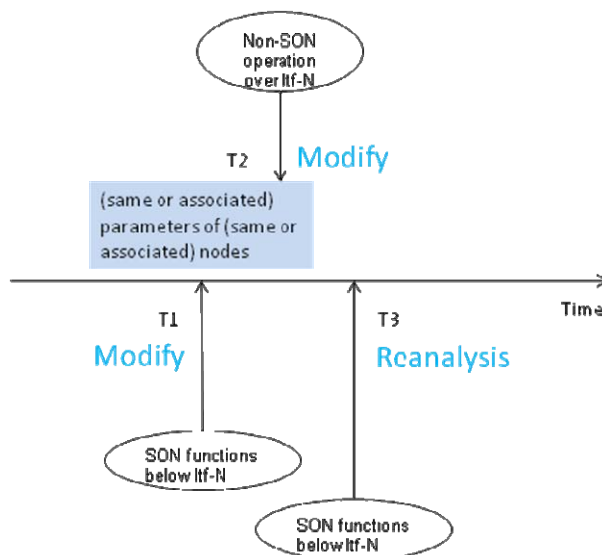 Non-SON
operation
over Itf-N
T2 Modify
(same or associated)
parameters of (same or
associated) nodes
Time
T1
T3
Modify
Reanalysis
SON functions
below Itf-N
SON functions
below Itf-N